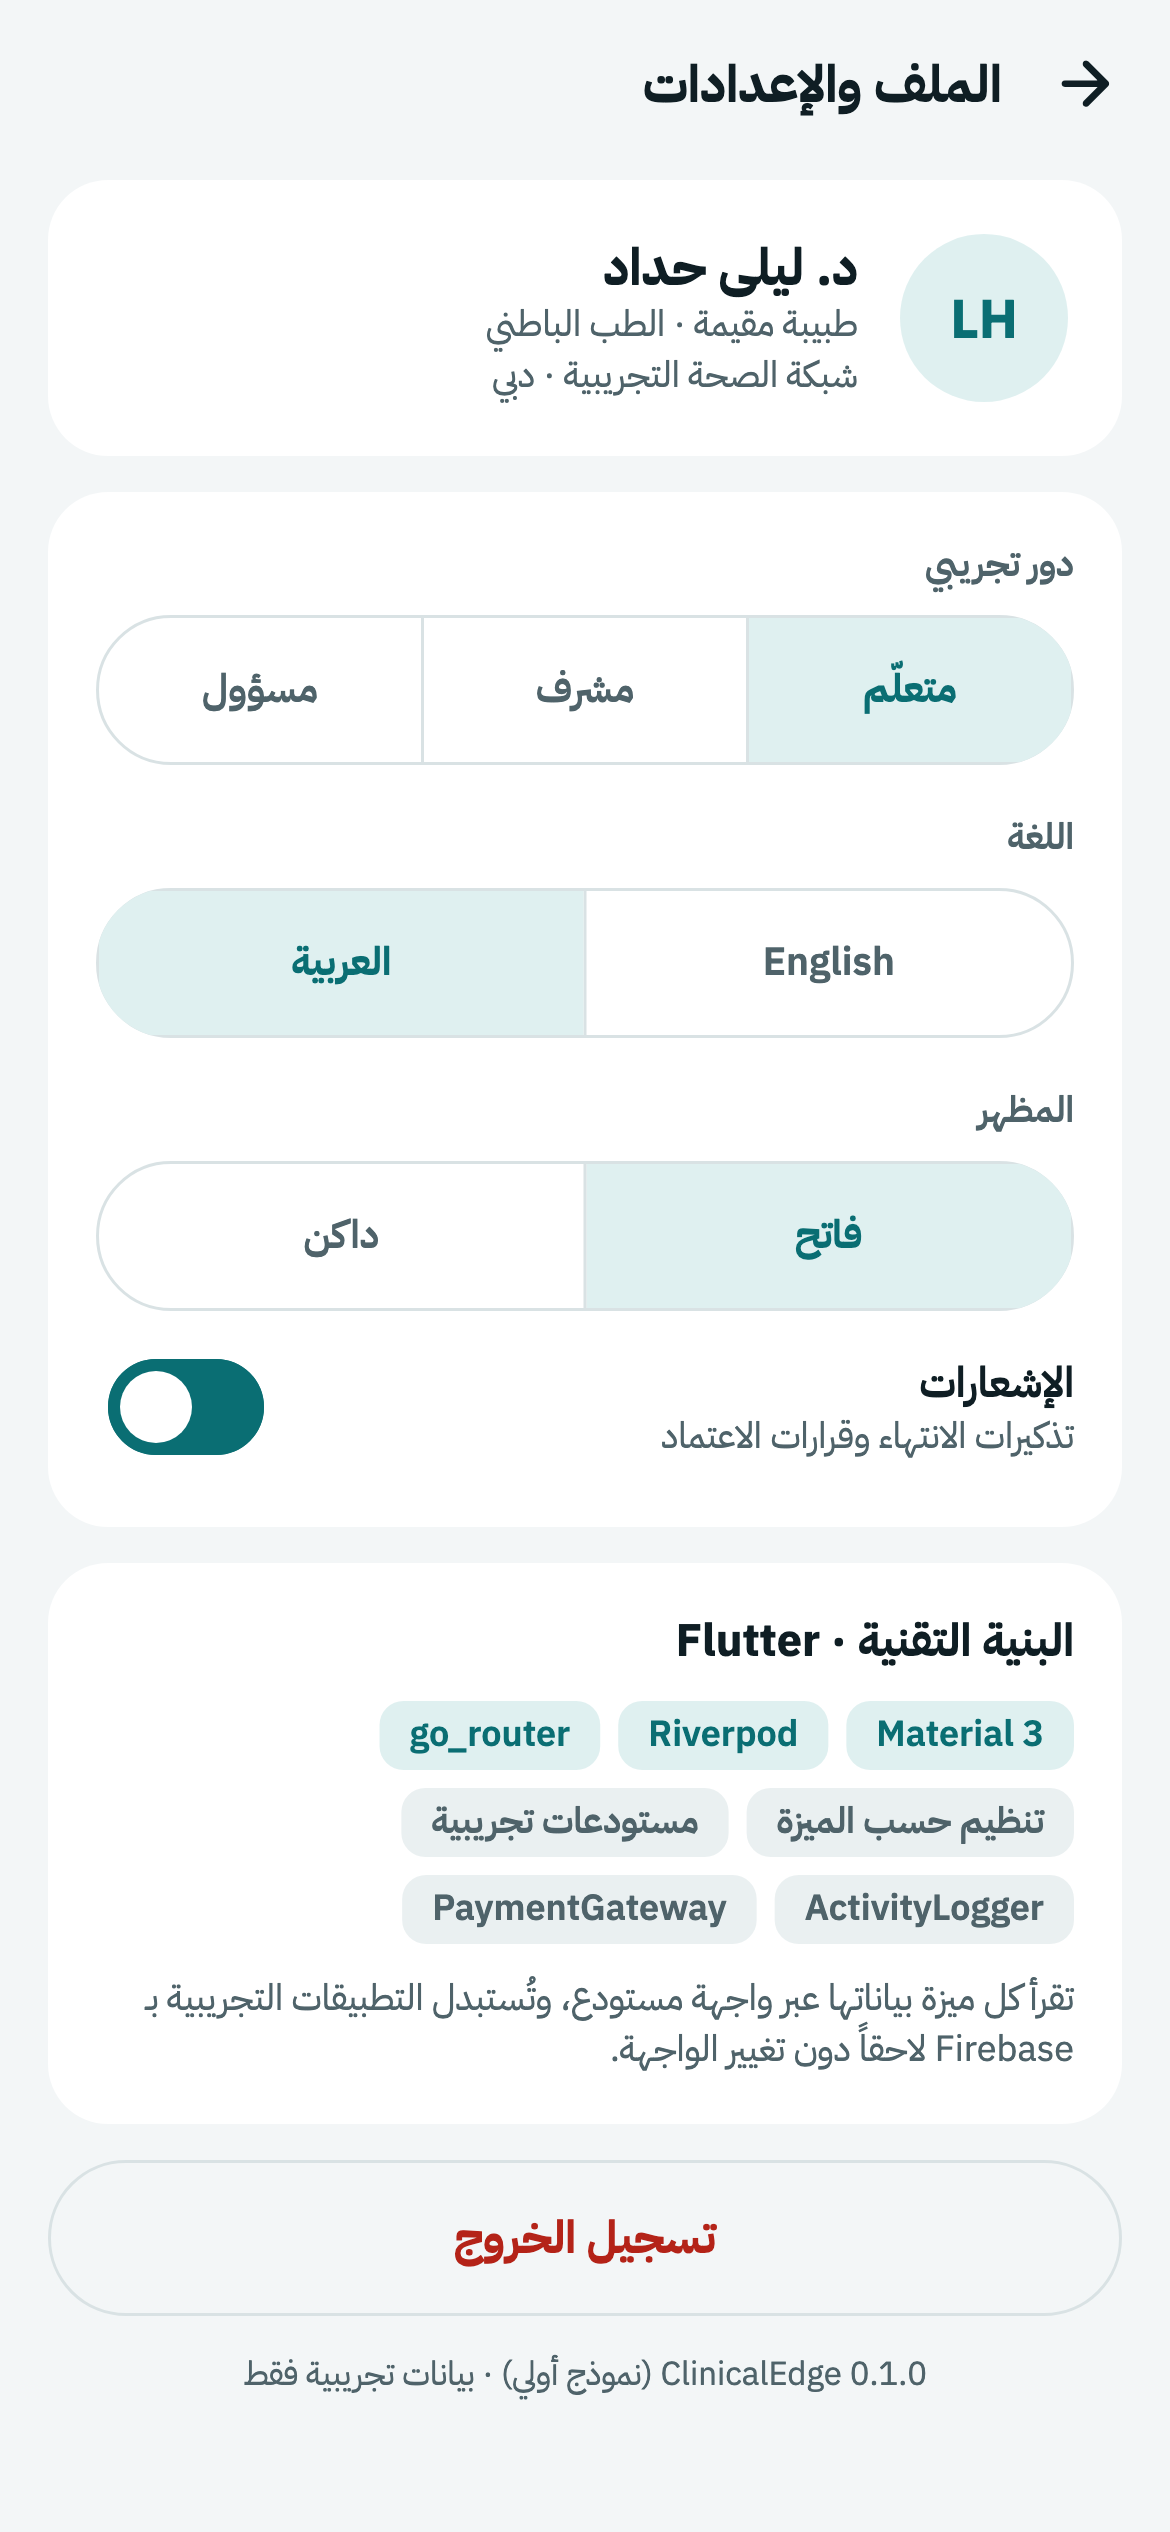 الملف والإعدادات
LH
د. ليلى حداد
طبيبة مقيمة · الطب الباطني
شبكة الصحة التجريبية · دبي
دور تجريبي
متعلّم
مشرف
مسؤول
اللغة
English
العربية
المظهر
فاتح
داكن
الإشعارات
تذكيرات الانتهاء وقرارات الاعتماد
البنية التقنية · Flutter
Material 3
Riverpod
go_router
تنظيم حسب الميزة
مستودعات تجريبية
ActivityLogger
PaymentGateway
تقرأ كل ميزة بياناتها عبر واجهة مستودع، وتُستبدل التطبيقات التجريبية بـ
Firebase لاحقاً دون تغيير الواجهة.
تسجيل الخروج
ClinicalEdge 0.1.0 (نموذج أولي) · بيانات تجريبية فقط